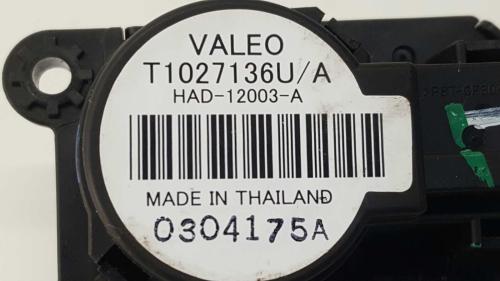 VALEO
T1027136U/A
HAD-12003-A
MADE IN THAILAND
0304175A